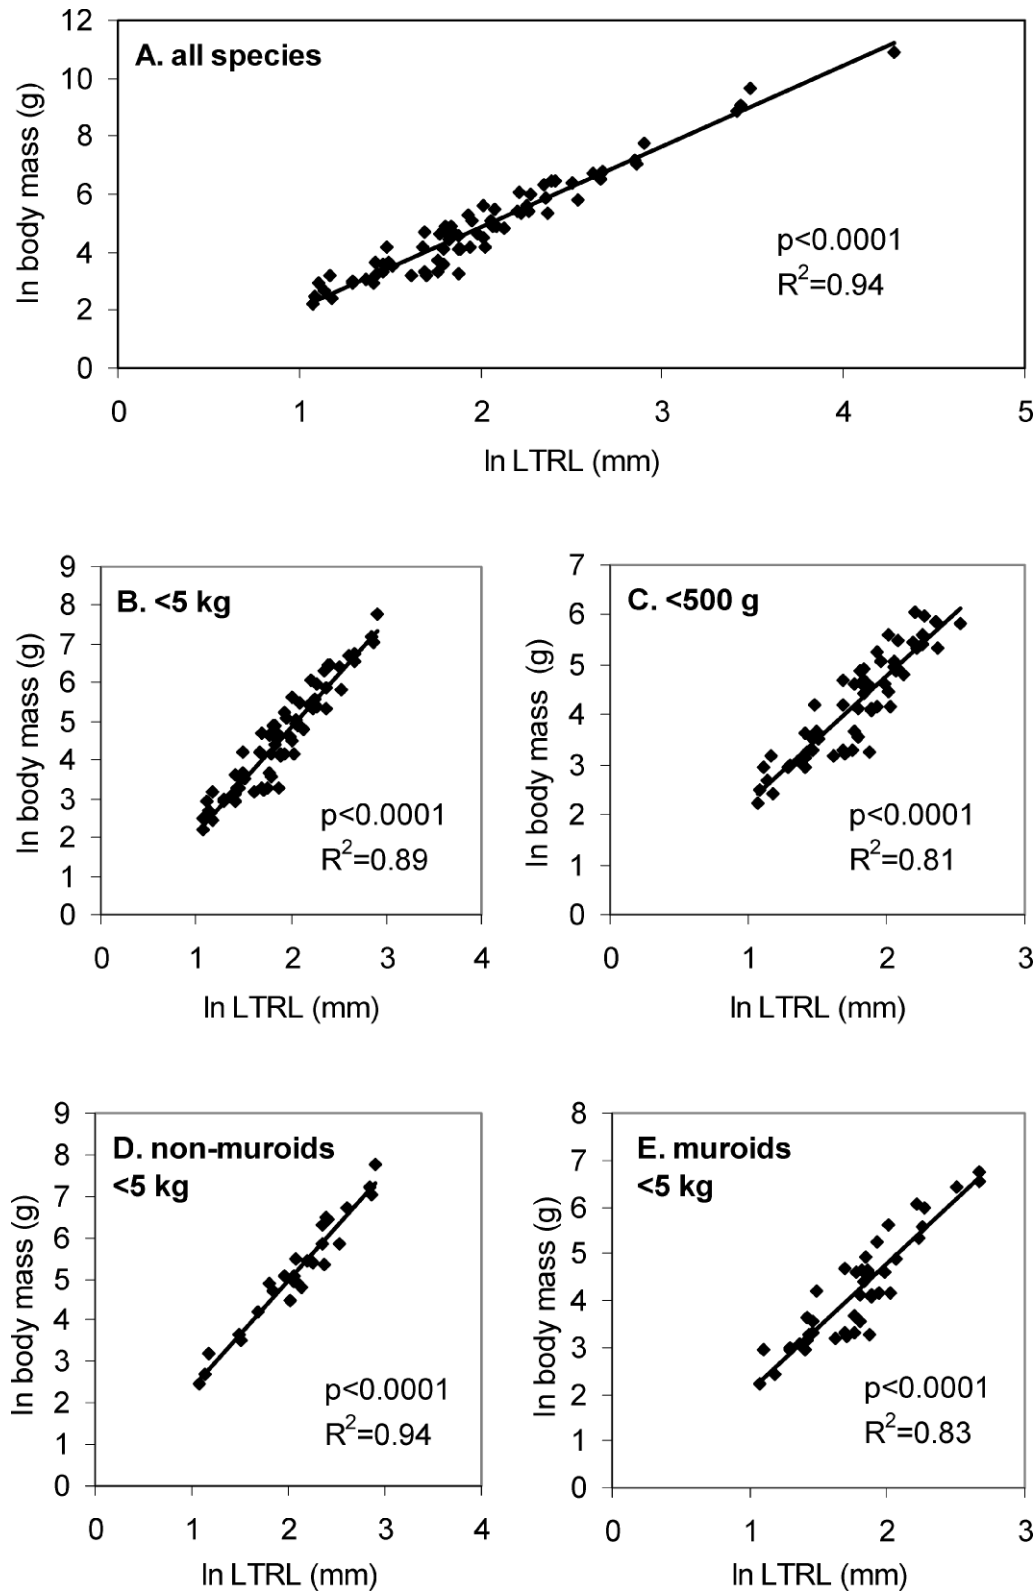 A. all species
12
10
8
6
4
2
0
ln body mass (g)
p<0.0001
R²=0.94
0 1 2 3 4 5
ln LTRL (mm)
B. <5 kg
9
8
7
6
5
4
3
2
1
0
ln body mass (g)
p<0.0001
R²=0.89
0 1 2 3 4
ln LTRL (mm)
C. <500 g
7
6
5
4
3
2
1
0
ln body mass (g)
p<0.0001
R²=0.81
0 1 2 3
ln LTRL (mm)
D. non-muroids
<5 kg
9
8
7
6
5
4
3
2
1
0
ln body mass (g)
p<0.0001
R²=0.94
0 1 2 3 4
ln LTRL (mm)
E. muroids
<5 kg
8
7
6
5
4
3
2
1
0
ln body mass (g)
p<0.0001
R²=0.83
0 1 2 3
ln LTRL (mm)